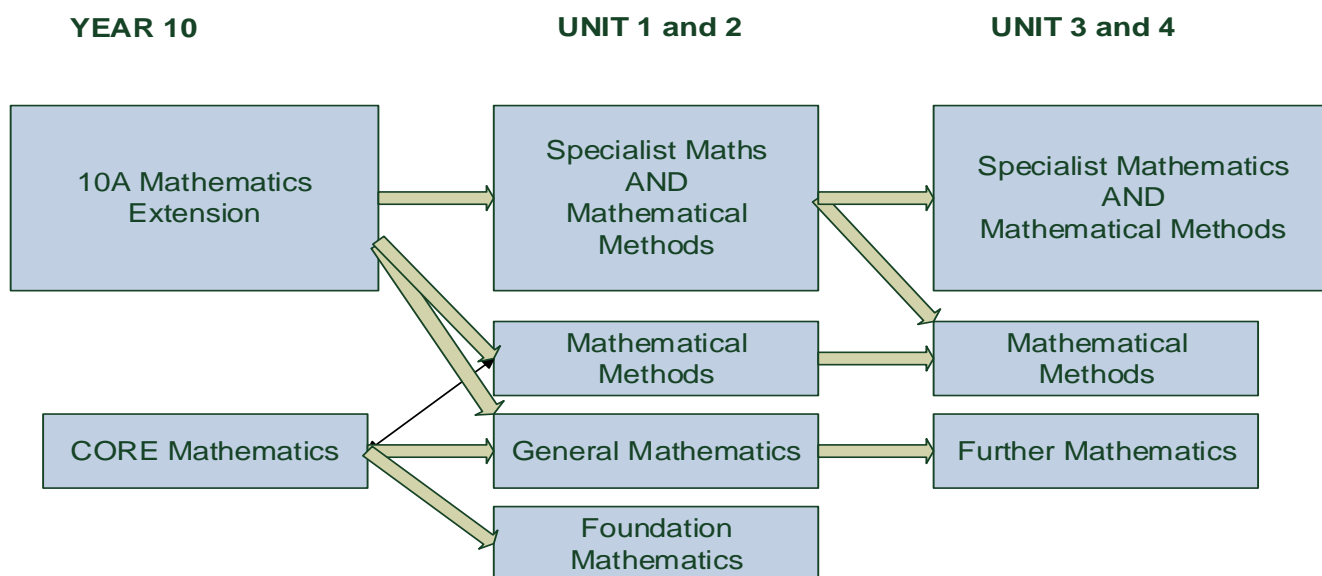 YEAR 10
UNIT 1 and 2
UNIT 3 and 4
10A Mathematics
Extension
Specialist Maths
AND
Mathematical
Methods
Specialist Mathematics
AND
Mathematical Methods
Mathematical
Methods
Mathematical
Methods
CORE Mathematics
General Mathematics
Further Mathematics
Foundation
Mathematics